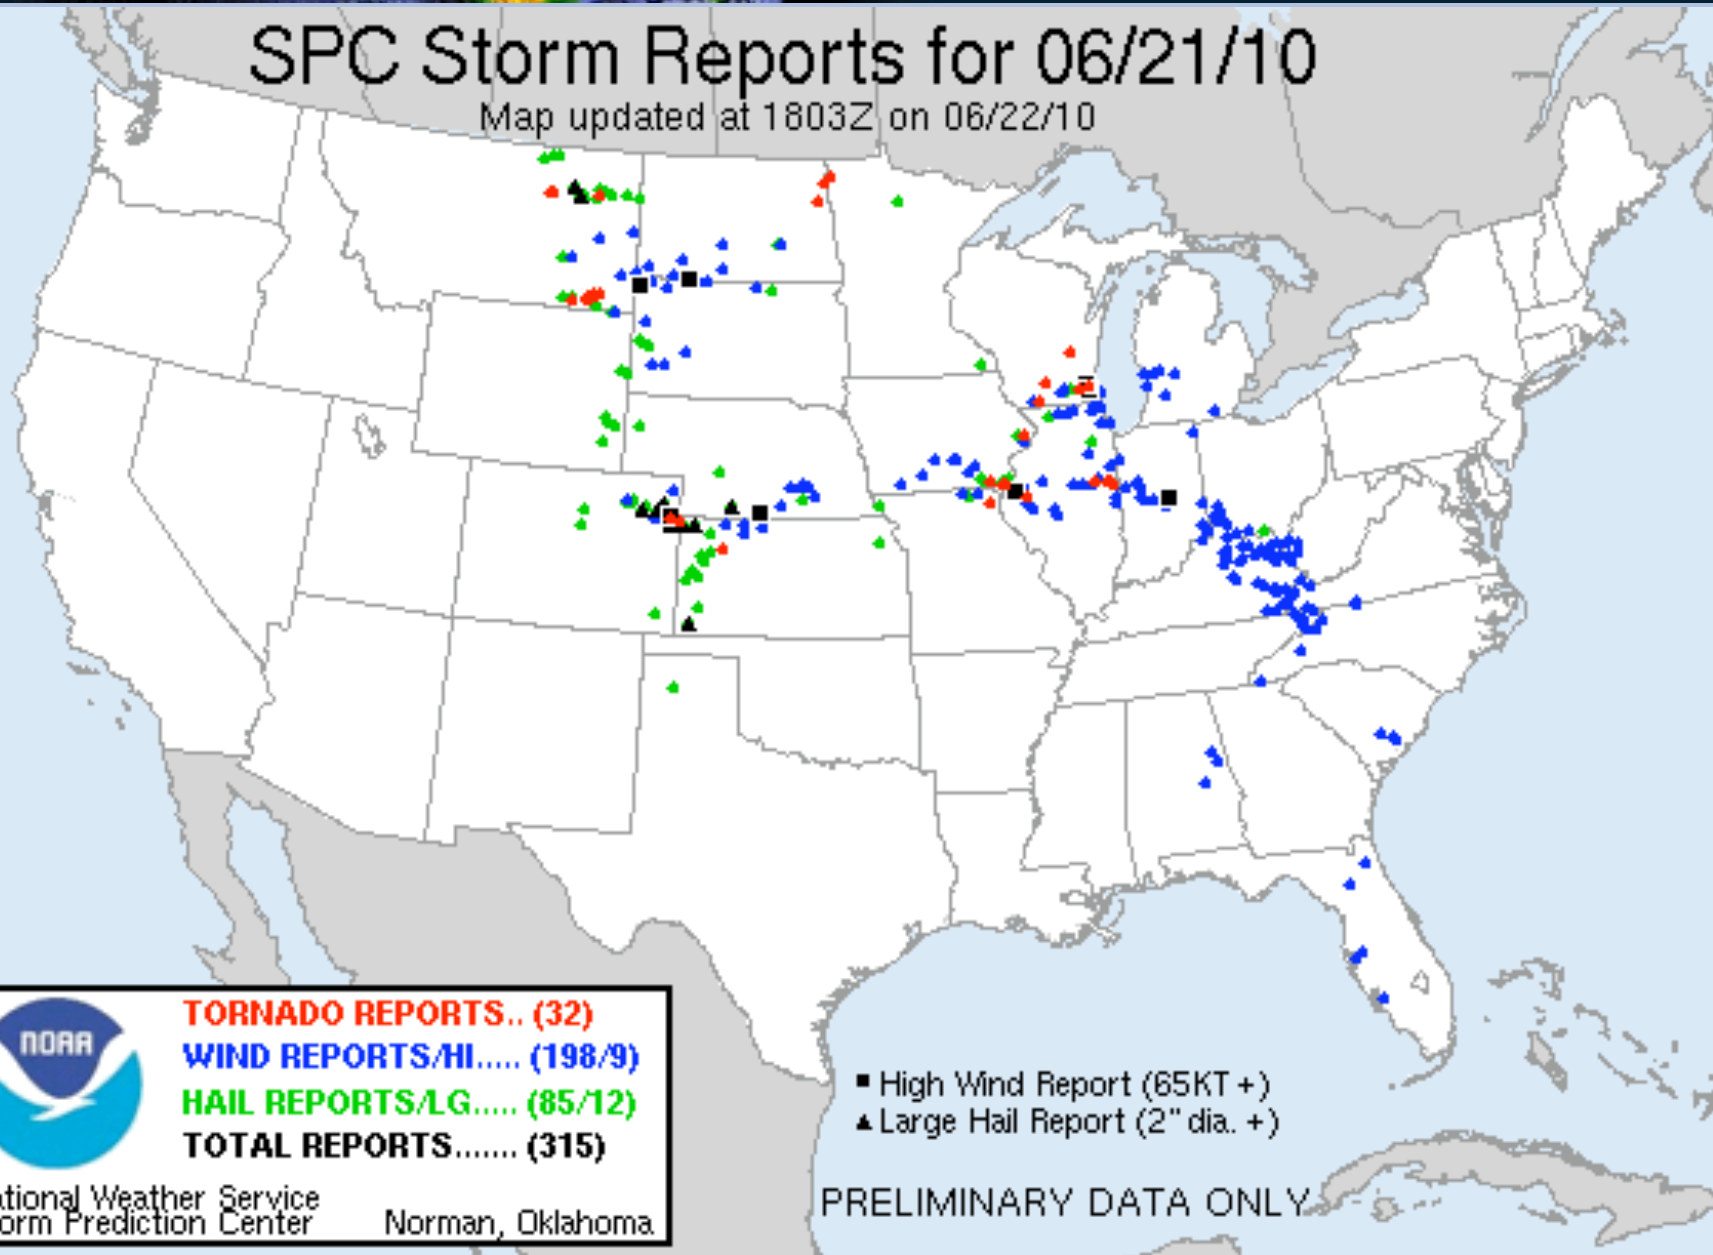 SPC Storm Reports for 06/21/10
Map updated at 1803Z on 06/22/10
NOAA
TORNADO REPORTS.. (32)
WIND REPORTS/HI..... (198/9)
HAIL REPORTS/LG..... (85/12)
TOTAL REPORTS....... (315)
ational Weather Service
orm Prediction Center Norman, Oklahoma
High Wind Report (65KT +)
Large Hail Report (2" dia. +)
PRELIMINARY DATA ONLY